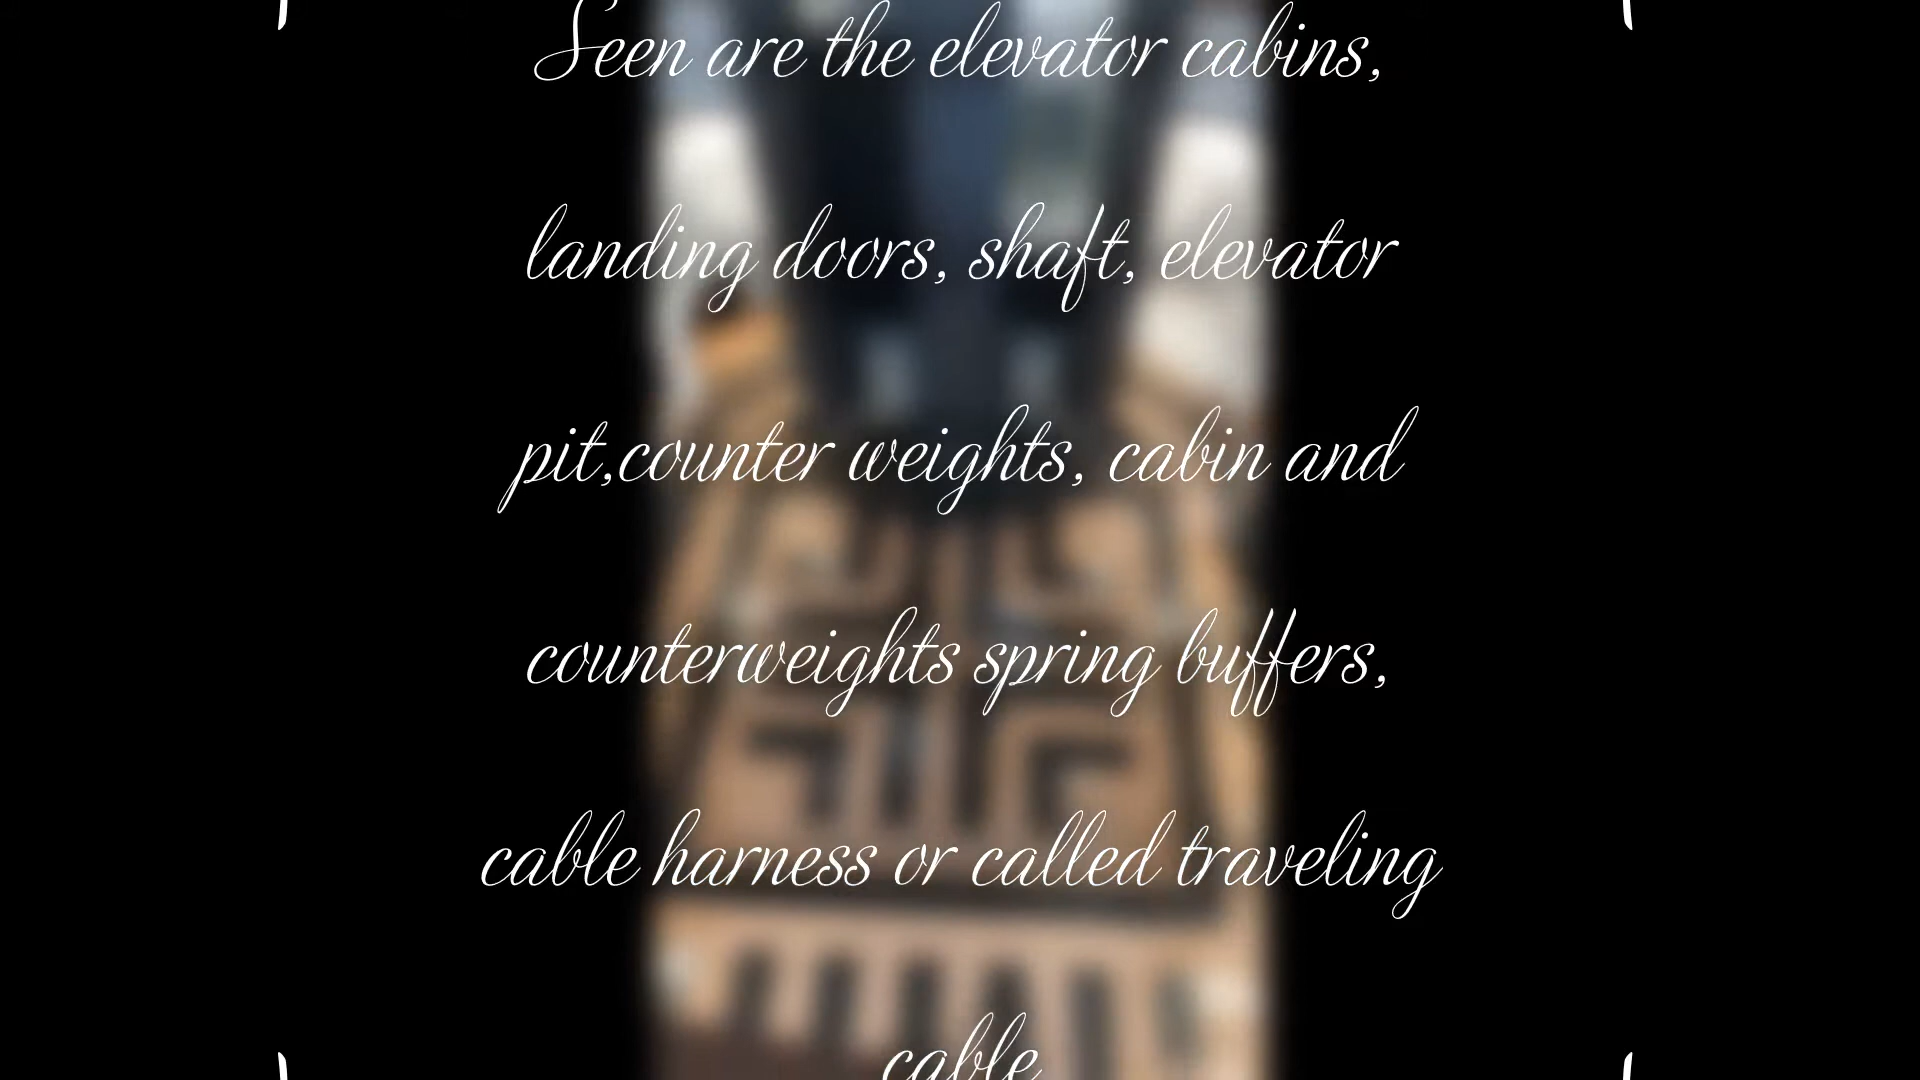 Seen are the elevator cabins,
landing doors, shaft, elevator
pit,counter weights, cabin and
counterweights spring buffers,
cable harness or called traveling
cable